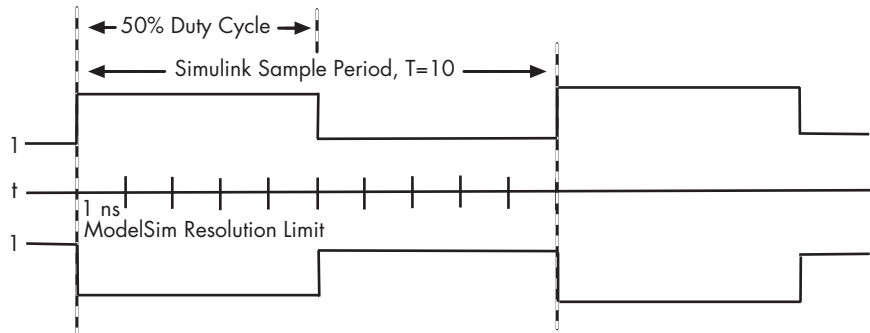 50% Duty Cycle
Simulink Sample Period, T=10
1
t
1 ns
ModelSim Resolution Limit
1